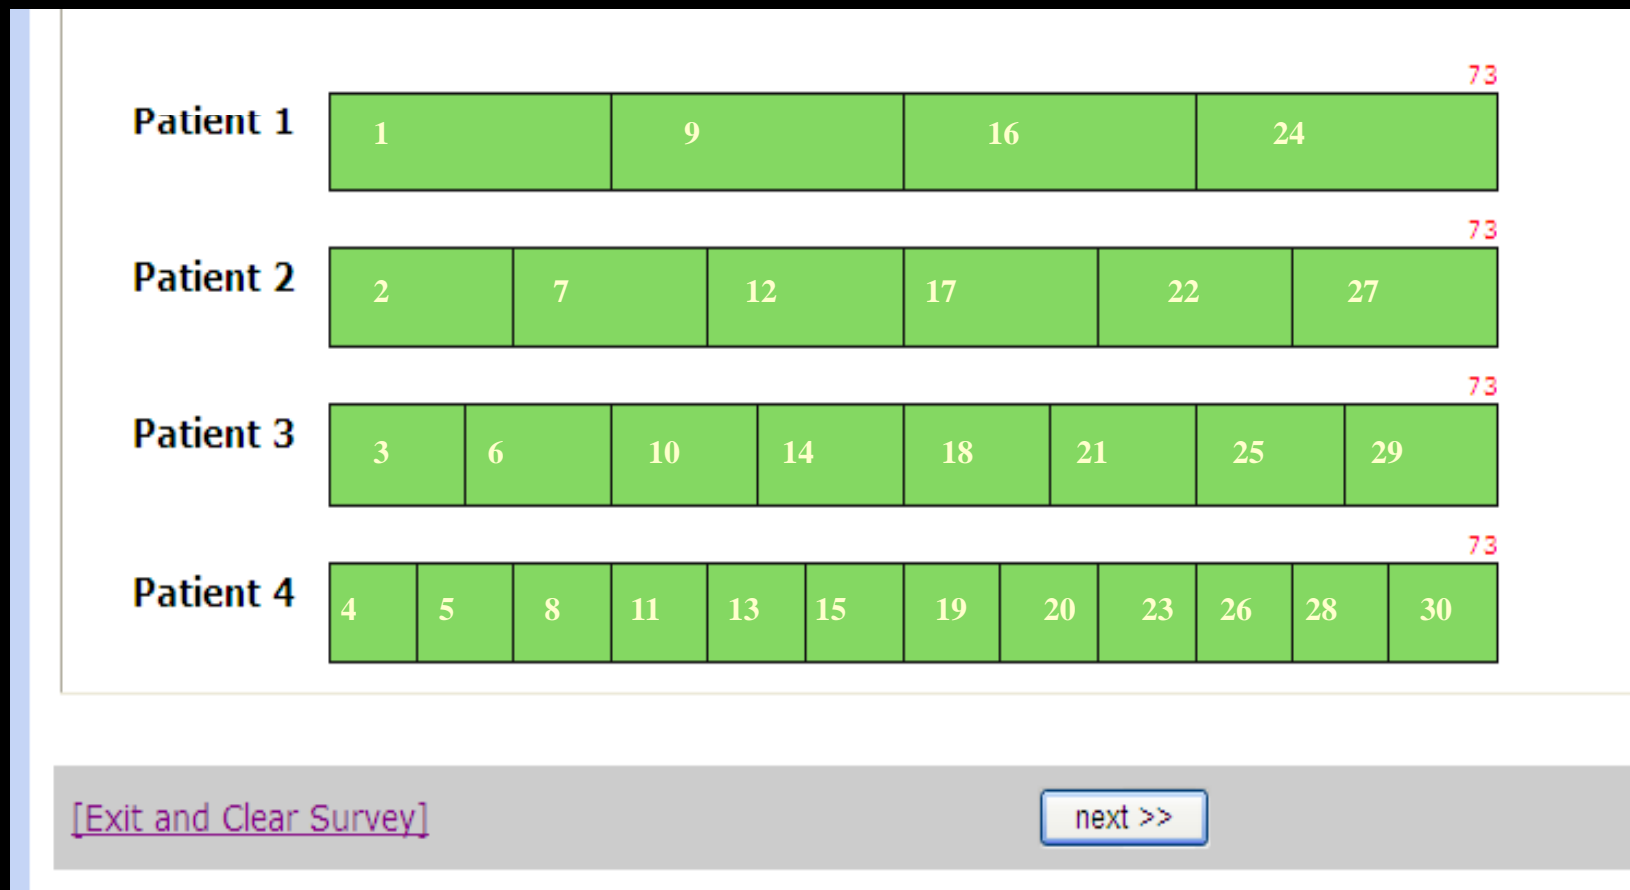 73
Patient 1 1 9 16 24
73
Patient 2 2 7 12 17 22 27
73
Patient 3 3 6 10 14 18 21 25 29
73
Patient 4 4 5 8 11 13 15 19 20 23 26 28 30
[Exit and Clear Survey] next >>